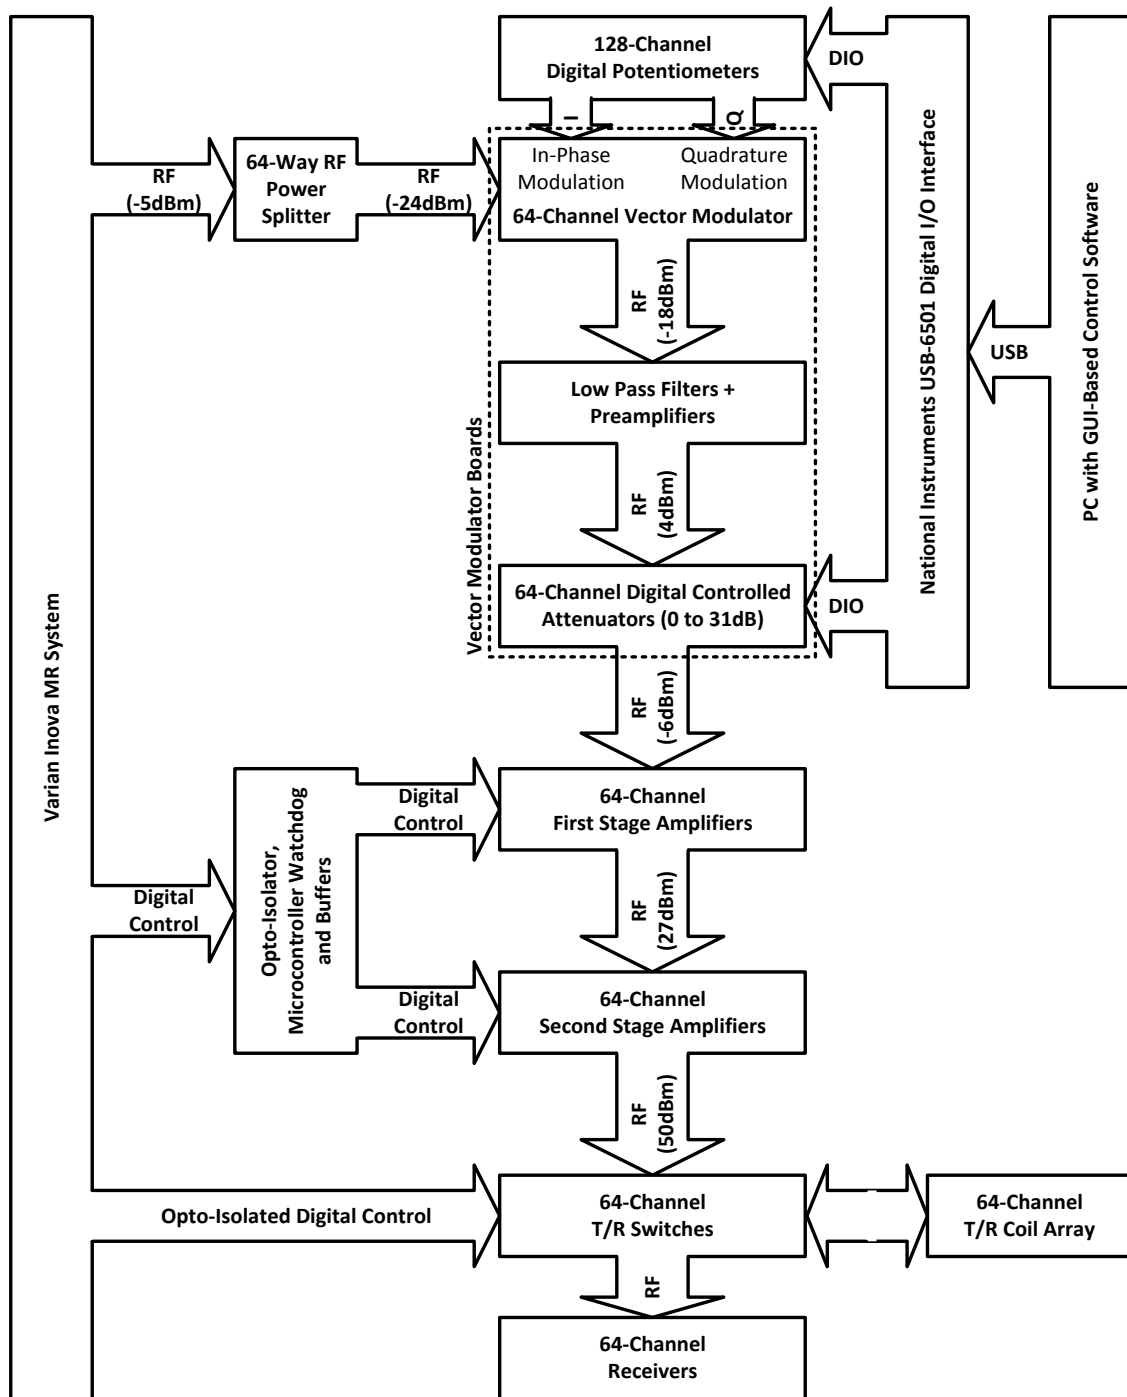 128-Channel
Digital Potentiometers
DIO
I
Q
In-Phase
Modulation
Quadrature
Modulation
64-Channel Vector Modulator
64-Way RF
Power
Splitter
RF
(-5dBm)
RF
(-24dBm)
RF
(-18dBm)
Low Pass Filters +
Preamplifiers
RF
(4dBm)
64-Channel Digital Controlled
Attenuators (0 to 31dB)
DIO
Vector Modulator Boards
National Instruments USB-6501 Digital I/O Interface
USB
PC with GUI-Based Control Software
Varian Inova MR System
RF
(-6dBm)
64-Channel
First Stage Amplifiers
Digital
Control
Opto-Isolator,
Microcontroller Watchdog
and Buffers
Digital
Control
RF
(27dBm)
Digital
Control
64-Channel
Second Stage Amplifiers
RF
(50dBm)
Opto-Isolated Digital Control
64-Channel
T/R Switches
64-Channel
T/R Coil Array
RF
64-Channel
Receivers